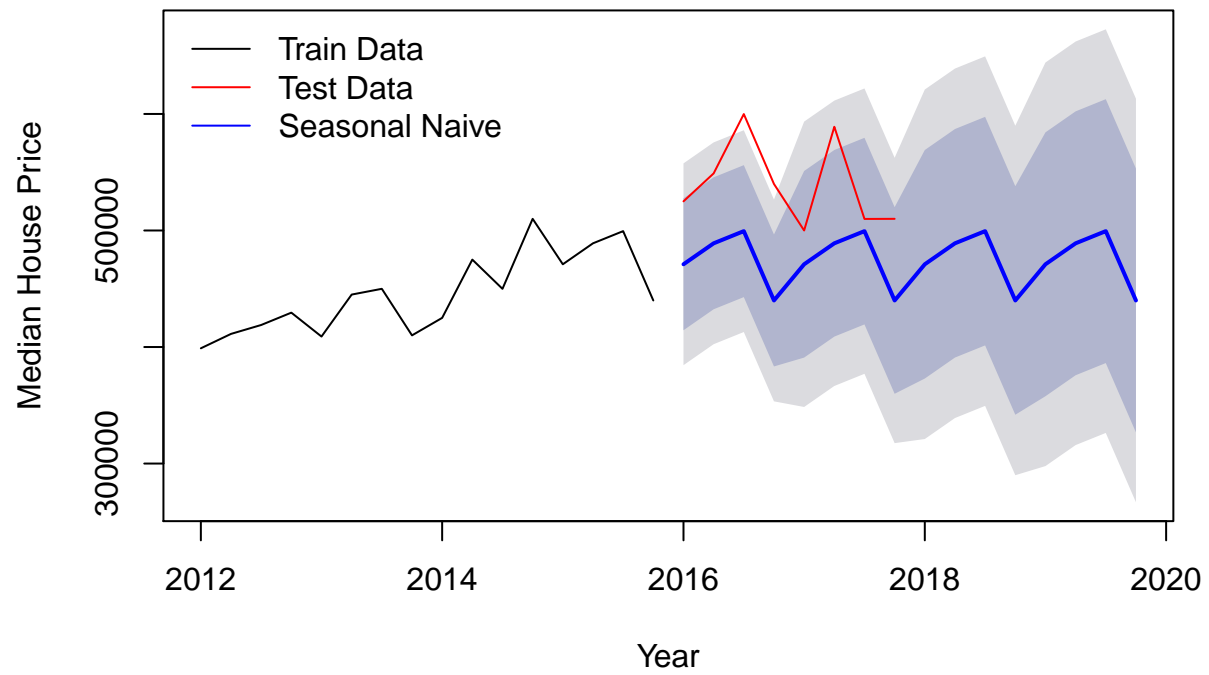 Train Data
Test Data
Seasonal Naive
Median House Price
500000
300000
2012 2014 2016 2018 2020
Year